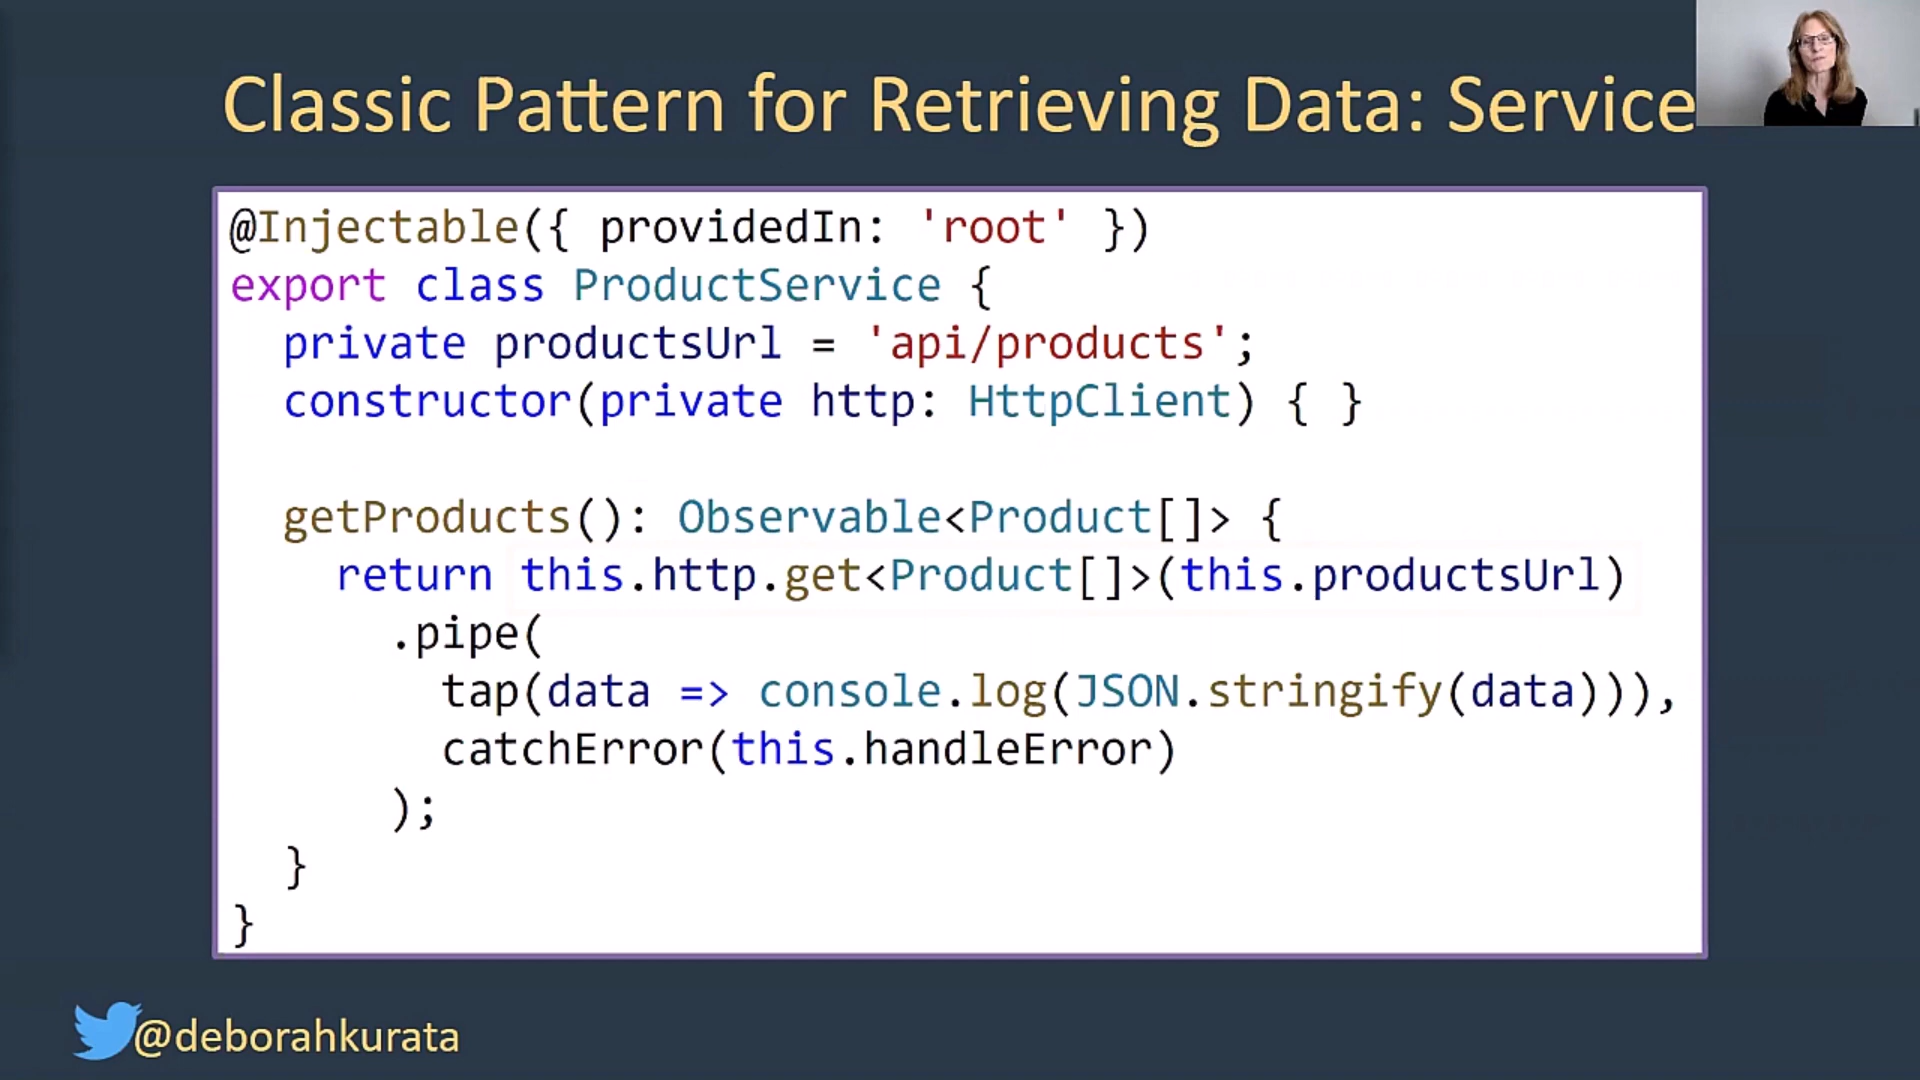 Classic Pattern for Retrieving Data: Service
@Injectable({ providedIn: 'root' })
export class ProductService {
  private productsUrl = 'api/products';
  constructor(private http: HttpClient) { }
  getProducts(): Observable<Product[]> {
    return this.http.get<Product[]>(this.productsUrl)
      .pipe(
        tap(data => console.log(JSON.stringify(data))),
        catchError(this.handleError)
      );
  }
}
@deborahkurata